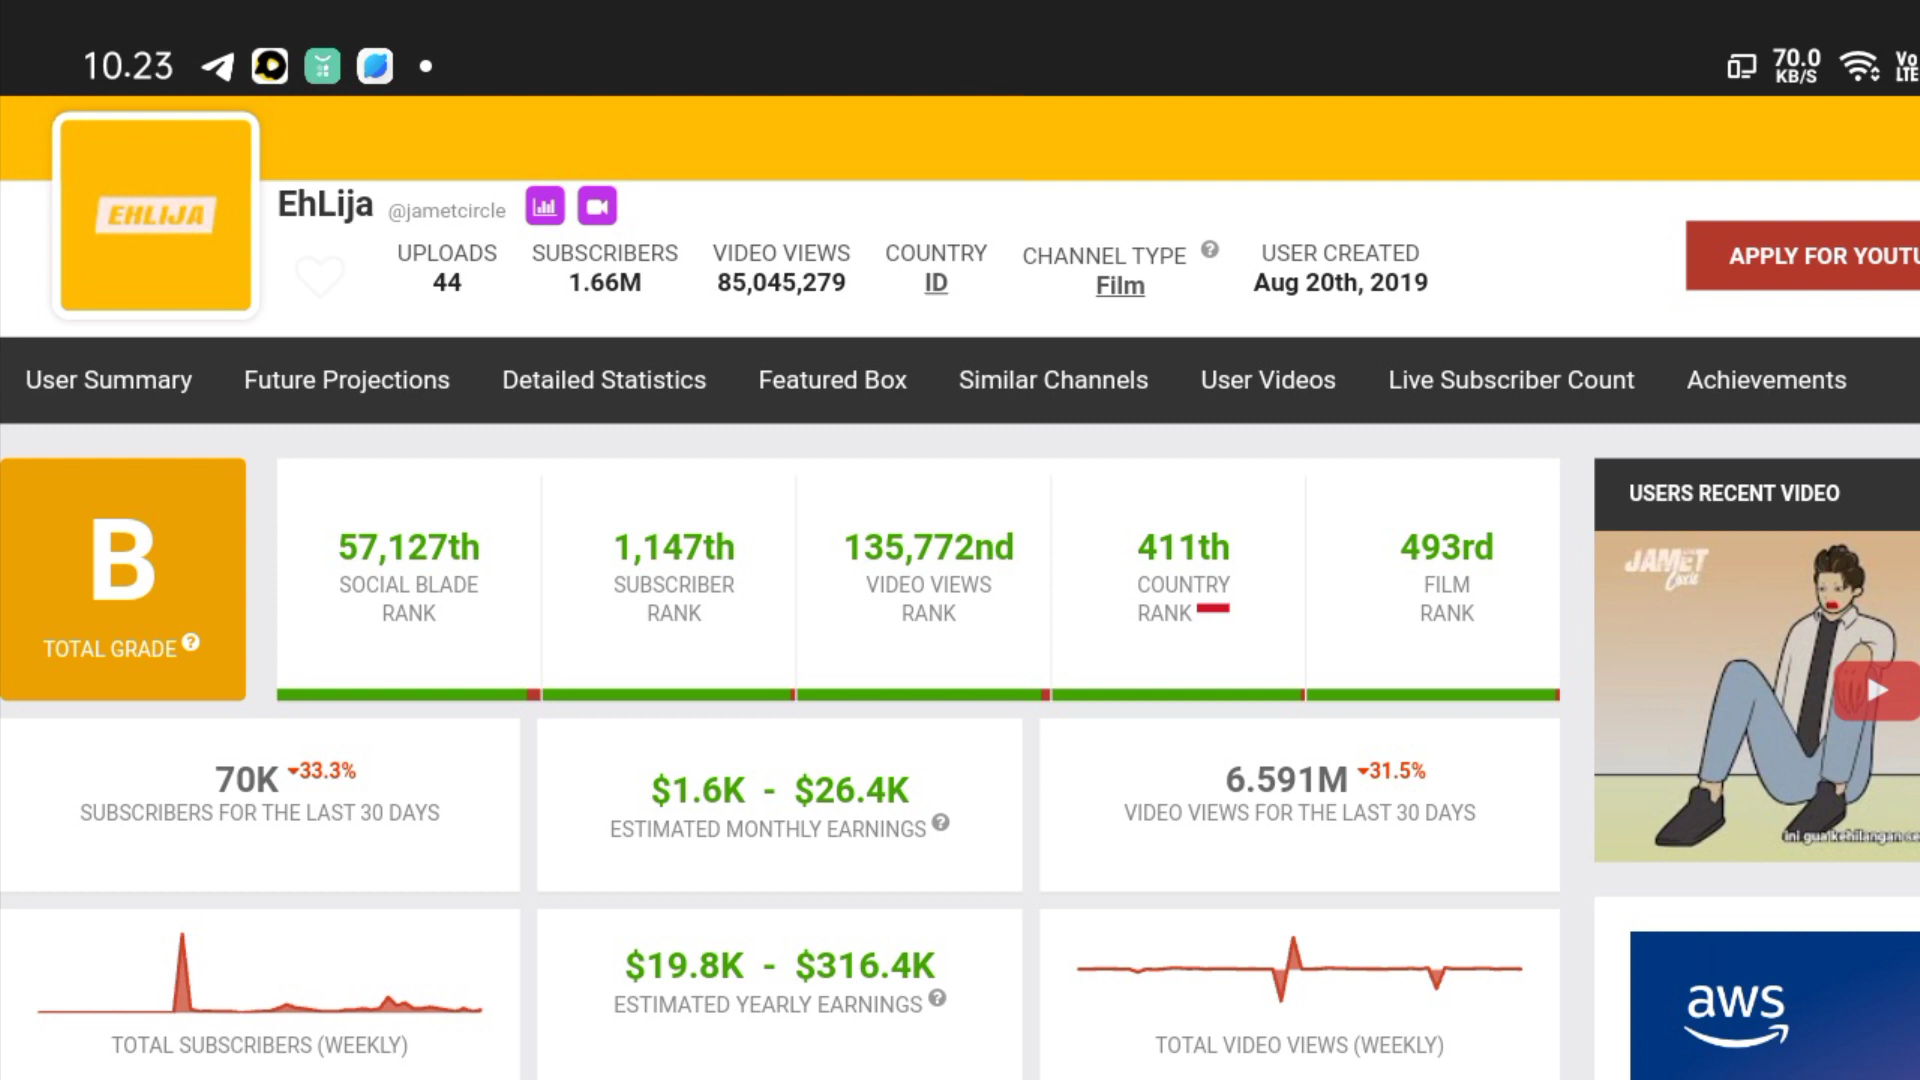 10.23
70.0
KB/S
Vo
LTE
EHLIJA
EhLija @jametcircle
UPLOADS
44
SUBSCRIBERS
1.66M
VIDEO VIEWS
85,045,279
COUNTRY
ID
CHANNEL TYPE ?
Film
USER CREATED
Aug 20th, 2019
APPLY FOR YOUTU
User Summary Future Projections Detailed Statistics Featured Box Similar Channels User Videos Live Subscriber Count Achievements
B
TOTAL GRADE ?
57,127th
SOCIAL BLADE
RANK
1,147th
SUBSCRIBER
RANK
135,772nd
VIDEO VIEWS
RANK
411th
COUNTRY
RANK
493rd
FILM
RANK
USERS RECENT VIDEO
JAMET
ini gua kehilangan se
70K 33.3%
SUBSCRIBERS FOR THE LAST 30 DAYS
$1.6K - $26.4K
ESTIMATED MONTHLY EARNINGS ?
6.591M 31.5%
VIDEO VIEWS FOR THE LAST 30 DAYS
TOTAL SUBSCRIBERS (WEEKLY)
$19.8K - $316.4K
ESTIMATED YEARLY EARNINGS ?
TOTAL VIDEO VIEWS (WEEKLY)
aws